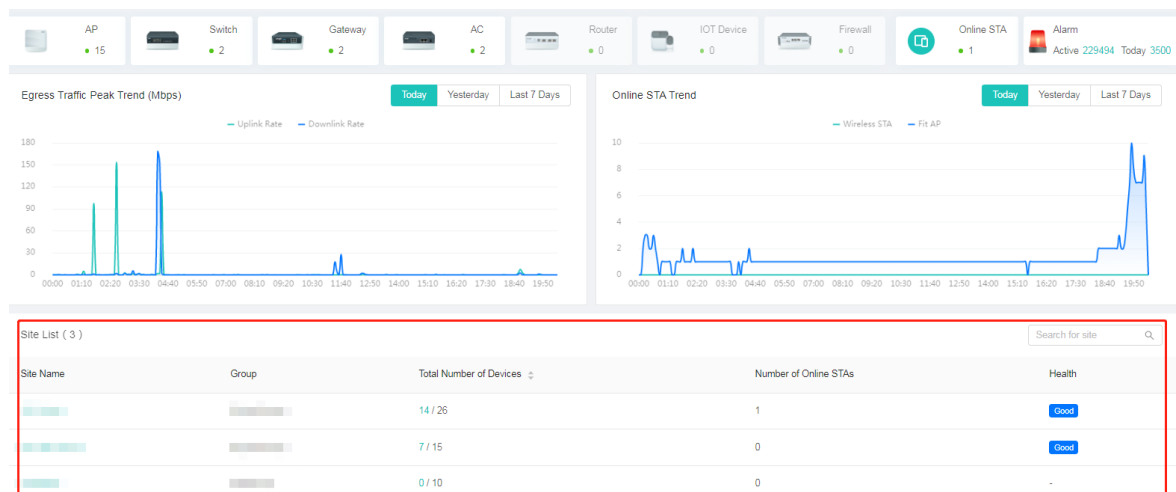 AP Switch Gateway AC Router IOT Device Firewall Online STA Alarm
15 2 2 2 0 0 0 1 Active 229494 Today 3500
Egress Traffic Peak Trend (Mbps) Today Yesterday Last 7 Days
Uplink Rate Downlink Rate
180
150
120
90
60
30
0
00:00 01:10 02:20 03:30 04:40 05:50 07:00 08:10 09:20 10:30 11:40 12:50 14:00 15:10 16:20 17:30 18:40 19:50
Online STA Trend Today Yesterday Last 7 Days
Wireless STA Fit AP
10
8
6
4
2
0
00:00 01:10 02:20 03:30 04:40 05:50 07:00 08:10 09:20 10:30 11:40 12:50 14:00 15:10 16:20 17:30 18:40 19:50
Site List ( 3 ) Search for site
Site Name Group Total Number of Devices Number of Online STAs Health
14 / 26 1 Good
7 / 15 0 Good
0 / 10 0 -